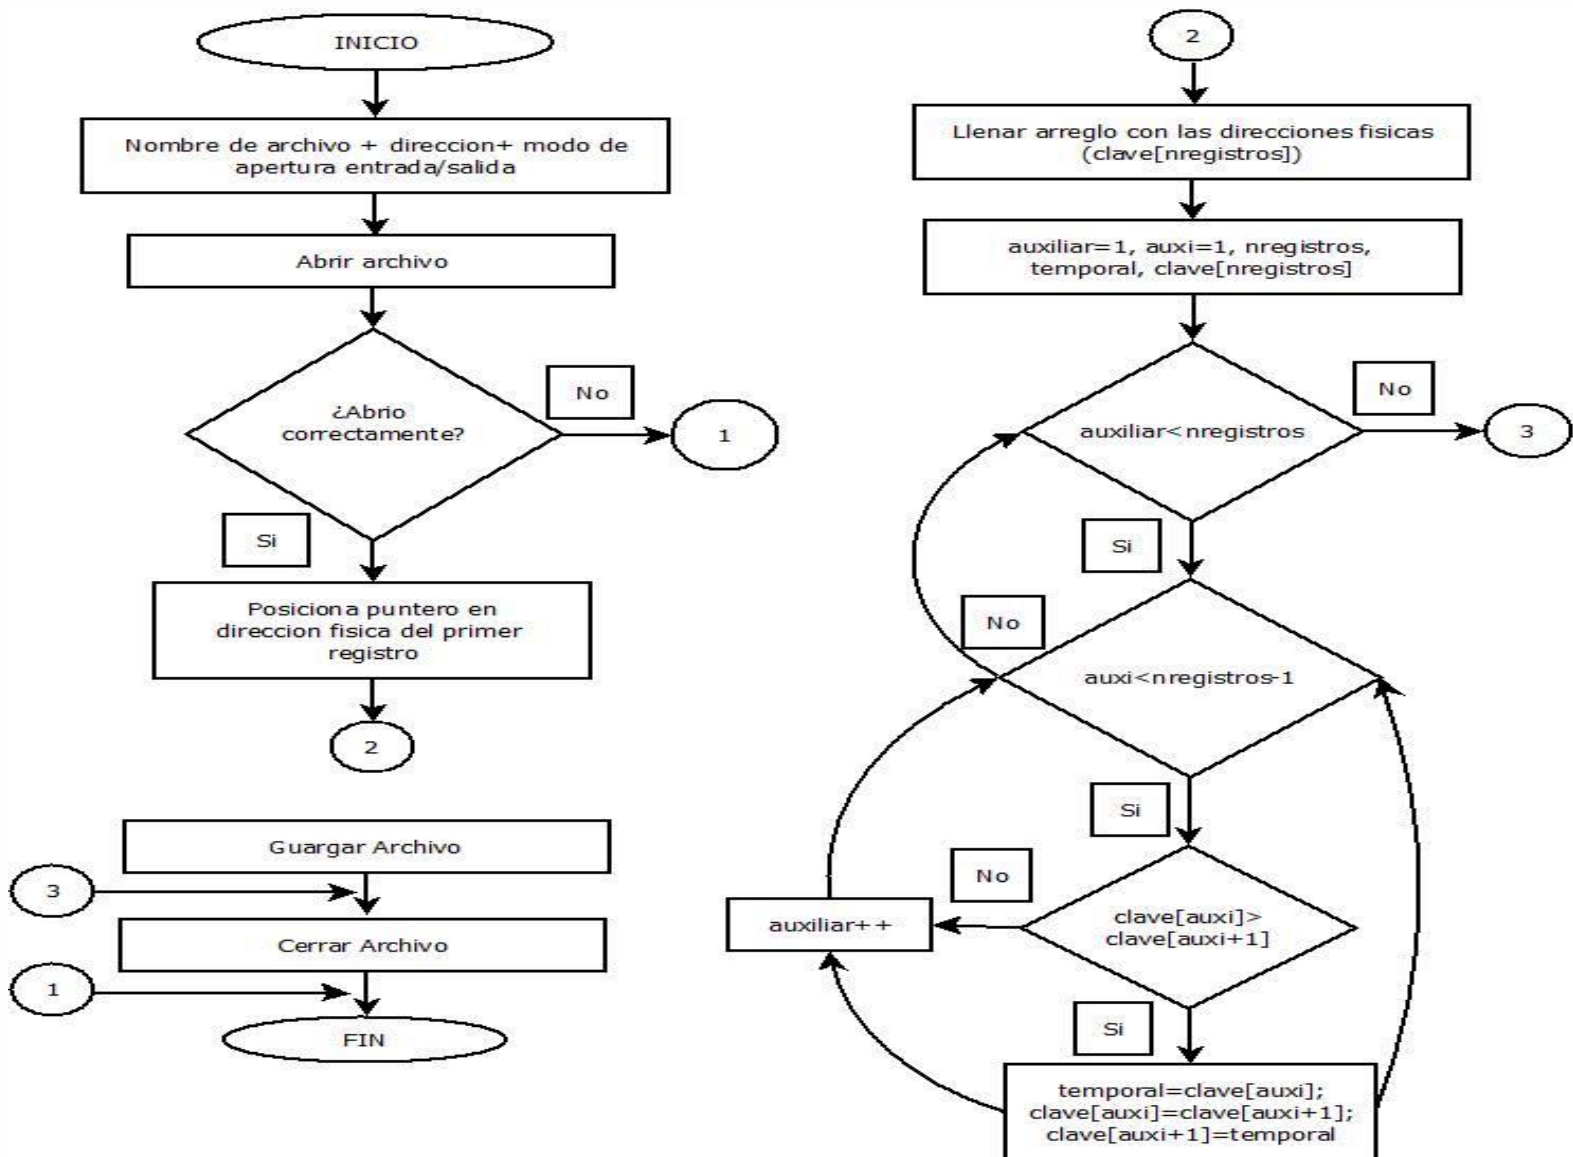 INICIO
Nombre de archivo + direccion+ modo de
apertura entrada/salida
Abrir archivo
¿Abrio
correctamente?
No
1
Si
Posiciona puntero en
direccion fisica del primer
registro
2
Guargar Archivo
3
Cerrar Archivo
1
FIN
2
Llenar arreglo con las direcciones fisicas
(clave[nregistros])
auxiliar=1, auxi=1, nregistros,
temporal, clave[nregistros]
auxiliar<nregistros
No
3
Si
No
auxi<nregistros-1
Si
No
clave[auxi]>
clave[auxi+1]
auxiliar++
Si
temporal=clave[auxi];
clave[auxi]=clave[auxi+1];
clave[auxi+1]=temporal